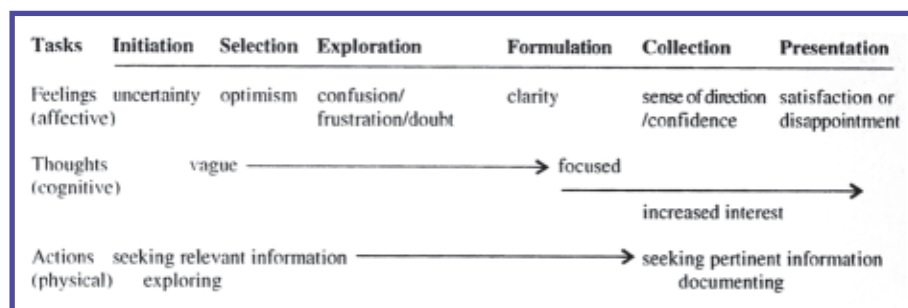 Tasks Initiation Selection Exploration Formulation Collection Presentation
Feelings uncertainty optimism confusion/ clarity sense of direction satisfaction or
(affective) frustration/doubt /confidence disappointment
Thoughts vague focused
(cognitive)
increased interest
Actions seeking relevant information seeking pertinent information
(physical) exploring documenting